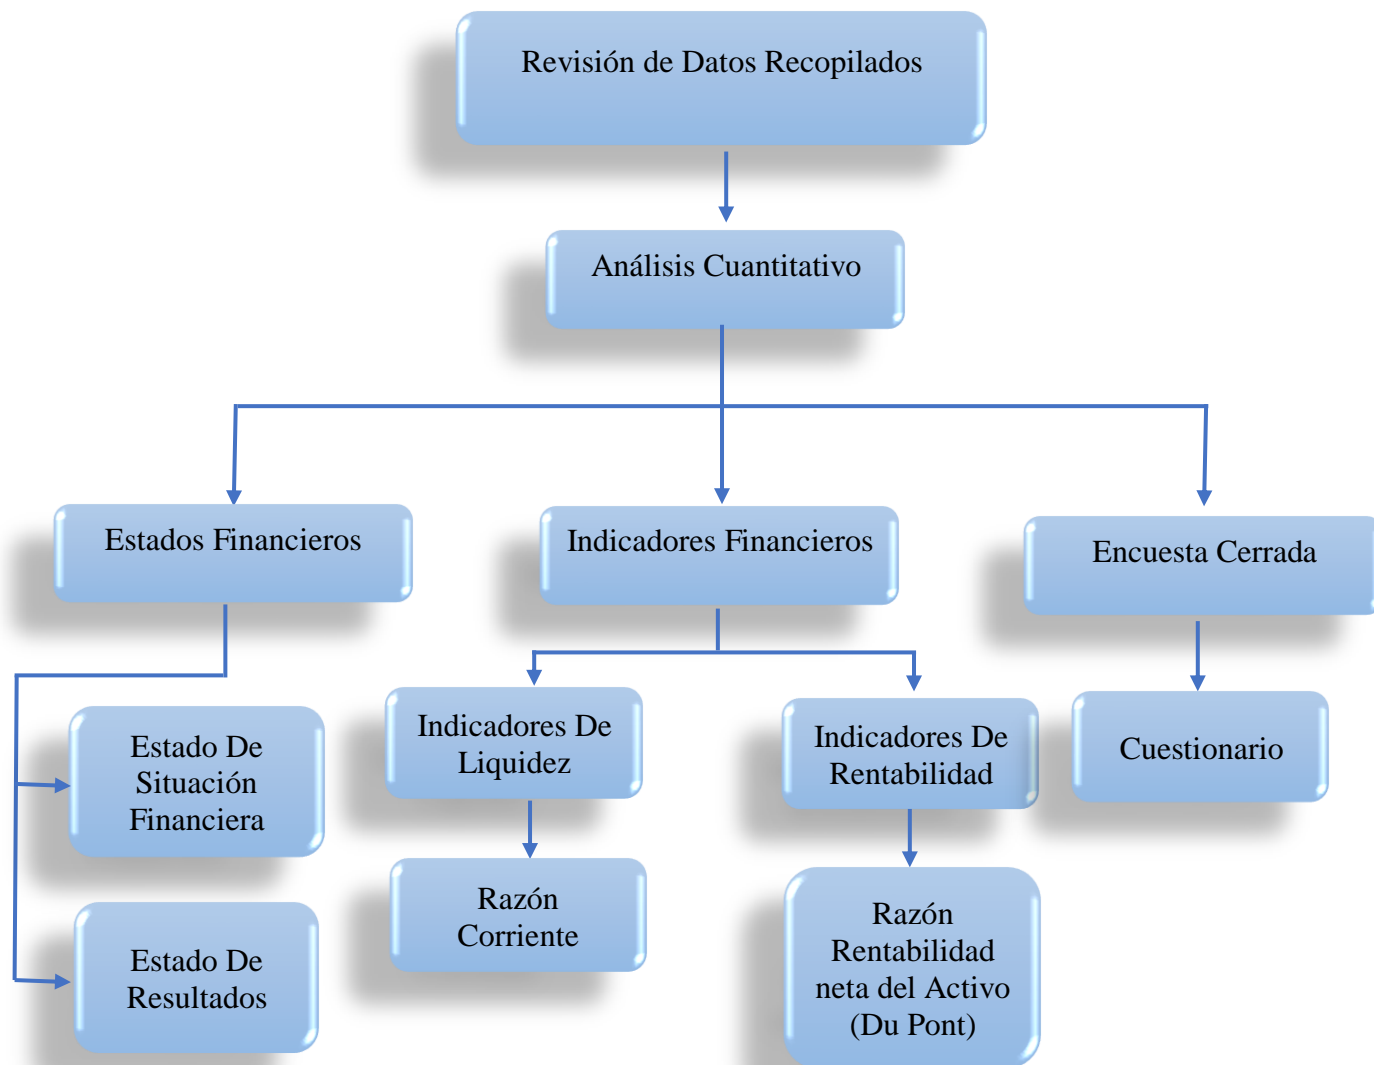 Revisión de Datos Recopilados
Análisis Cuantitativo
Estados Financieros
Indicadores Financieros
Encuesta Cerrada
Estado De
Situación
Financiera
Indicadores De
Liquidez
Indicadores De
Rentabilidad
Cuestionario
Estado De
Resultados
Razón
Corriente
Razón
Rentabilidad
neta del Activo
(Du Pont)